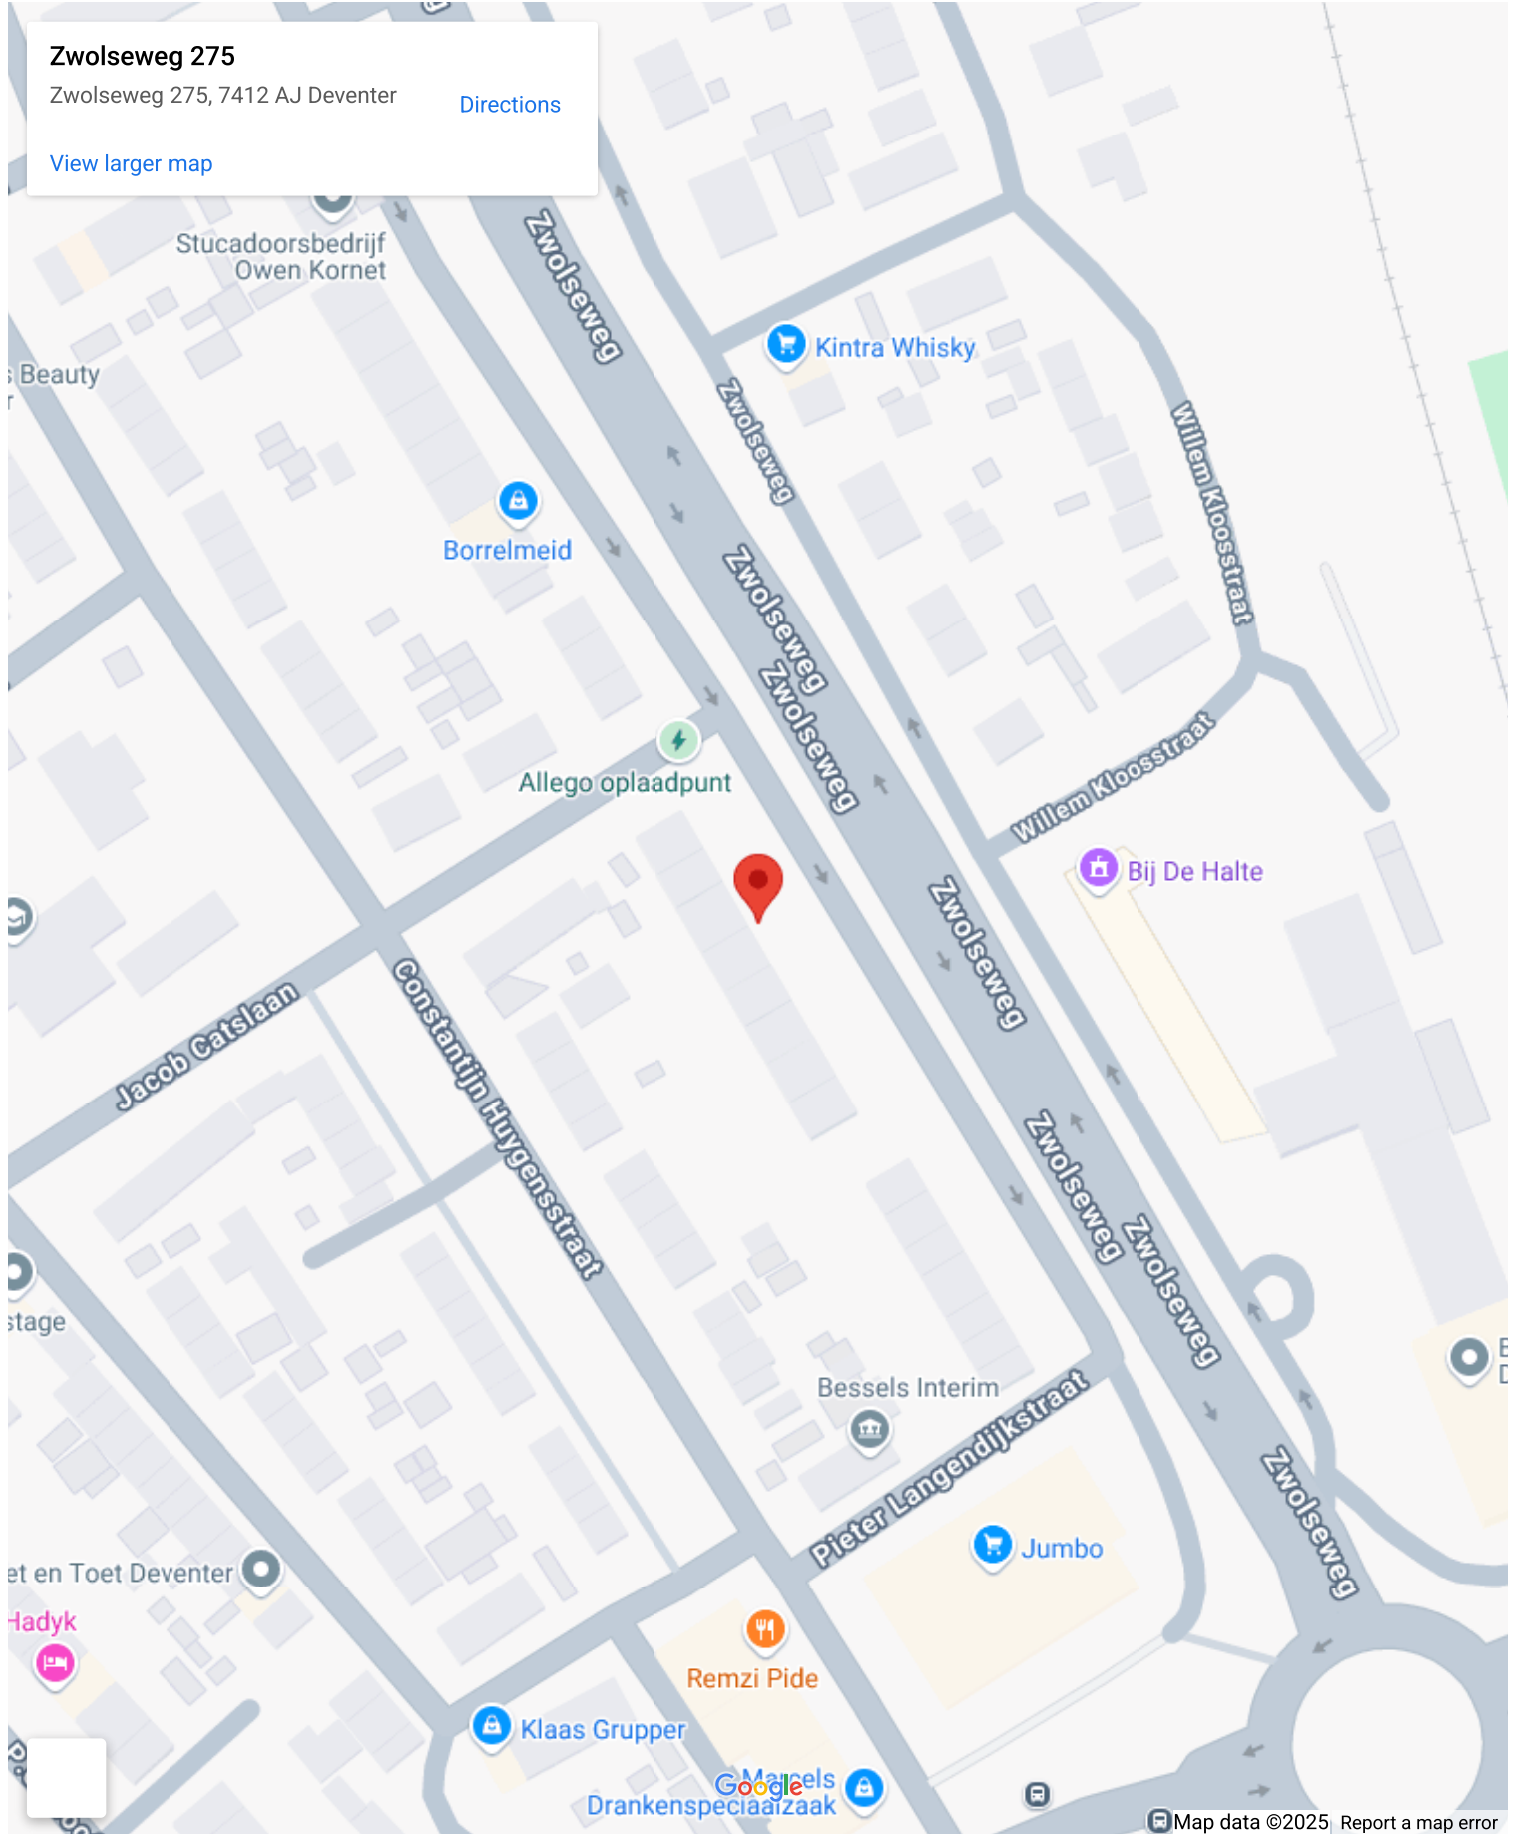 Zwolseweg 275
Zwolseweg 275, 7412 AJ Deventer
Directions
View larger map
Stucadoorsbedrijf
Owen Kornet
Zwolseweg
Kintra Whisky
s Beauty
r
Zwolseweg
Willem Kloosstraat
Borrelmeid
Zwolseweg
Zwolseweg
Willem Kloosstraat
Allego oplaadpunt
Bij De Halte
Zwolseweg
Jacob Catslaan
Constantijn Huygensstraat
Zwolseweg
Zwolseweg
stage
Bessels Interim
Pieter Langendijkstraat
Zwolseweg
Jumbo
et en Toet Deventer
Hadyk
Remzi Pide
Klaas Grupper
Marcels
Drankenspeciaalzaak
Google
Map data ©2025
Report a map error